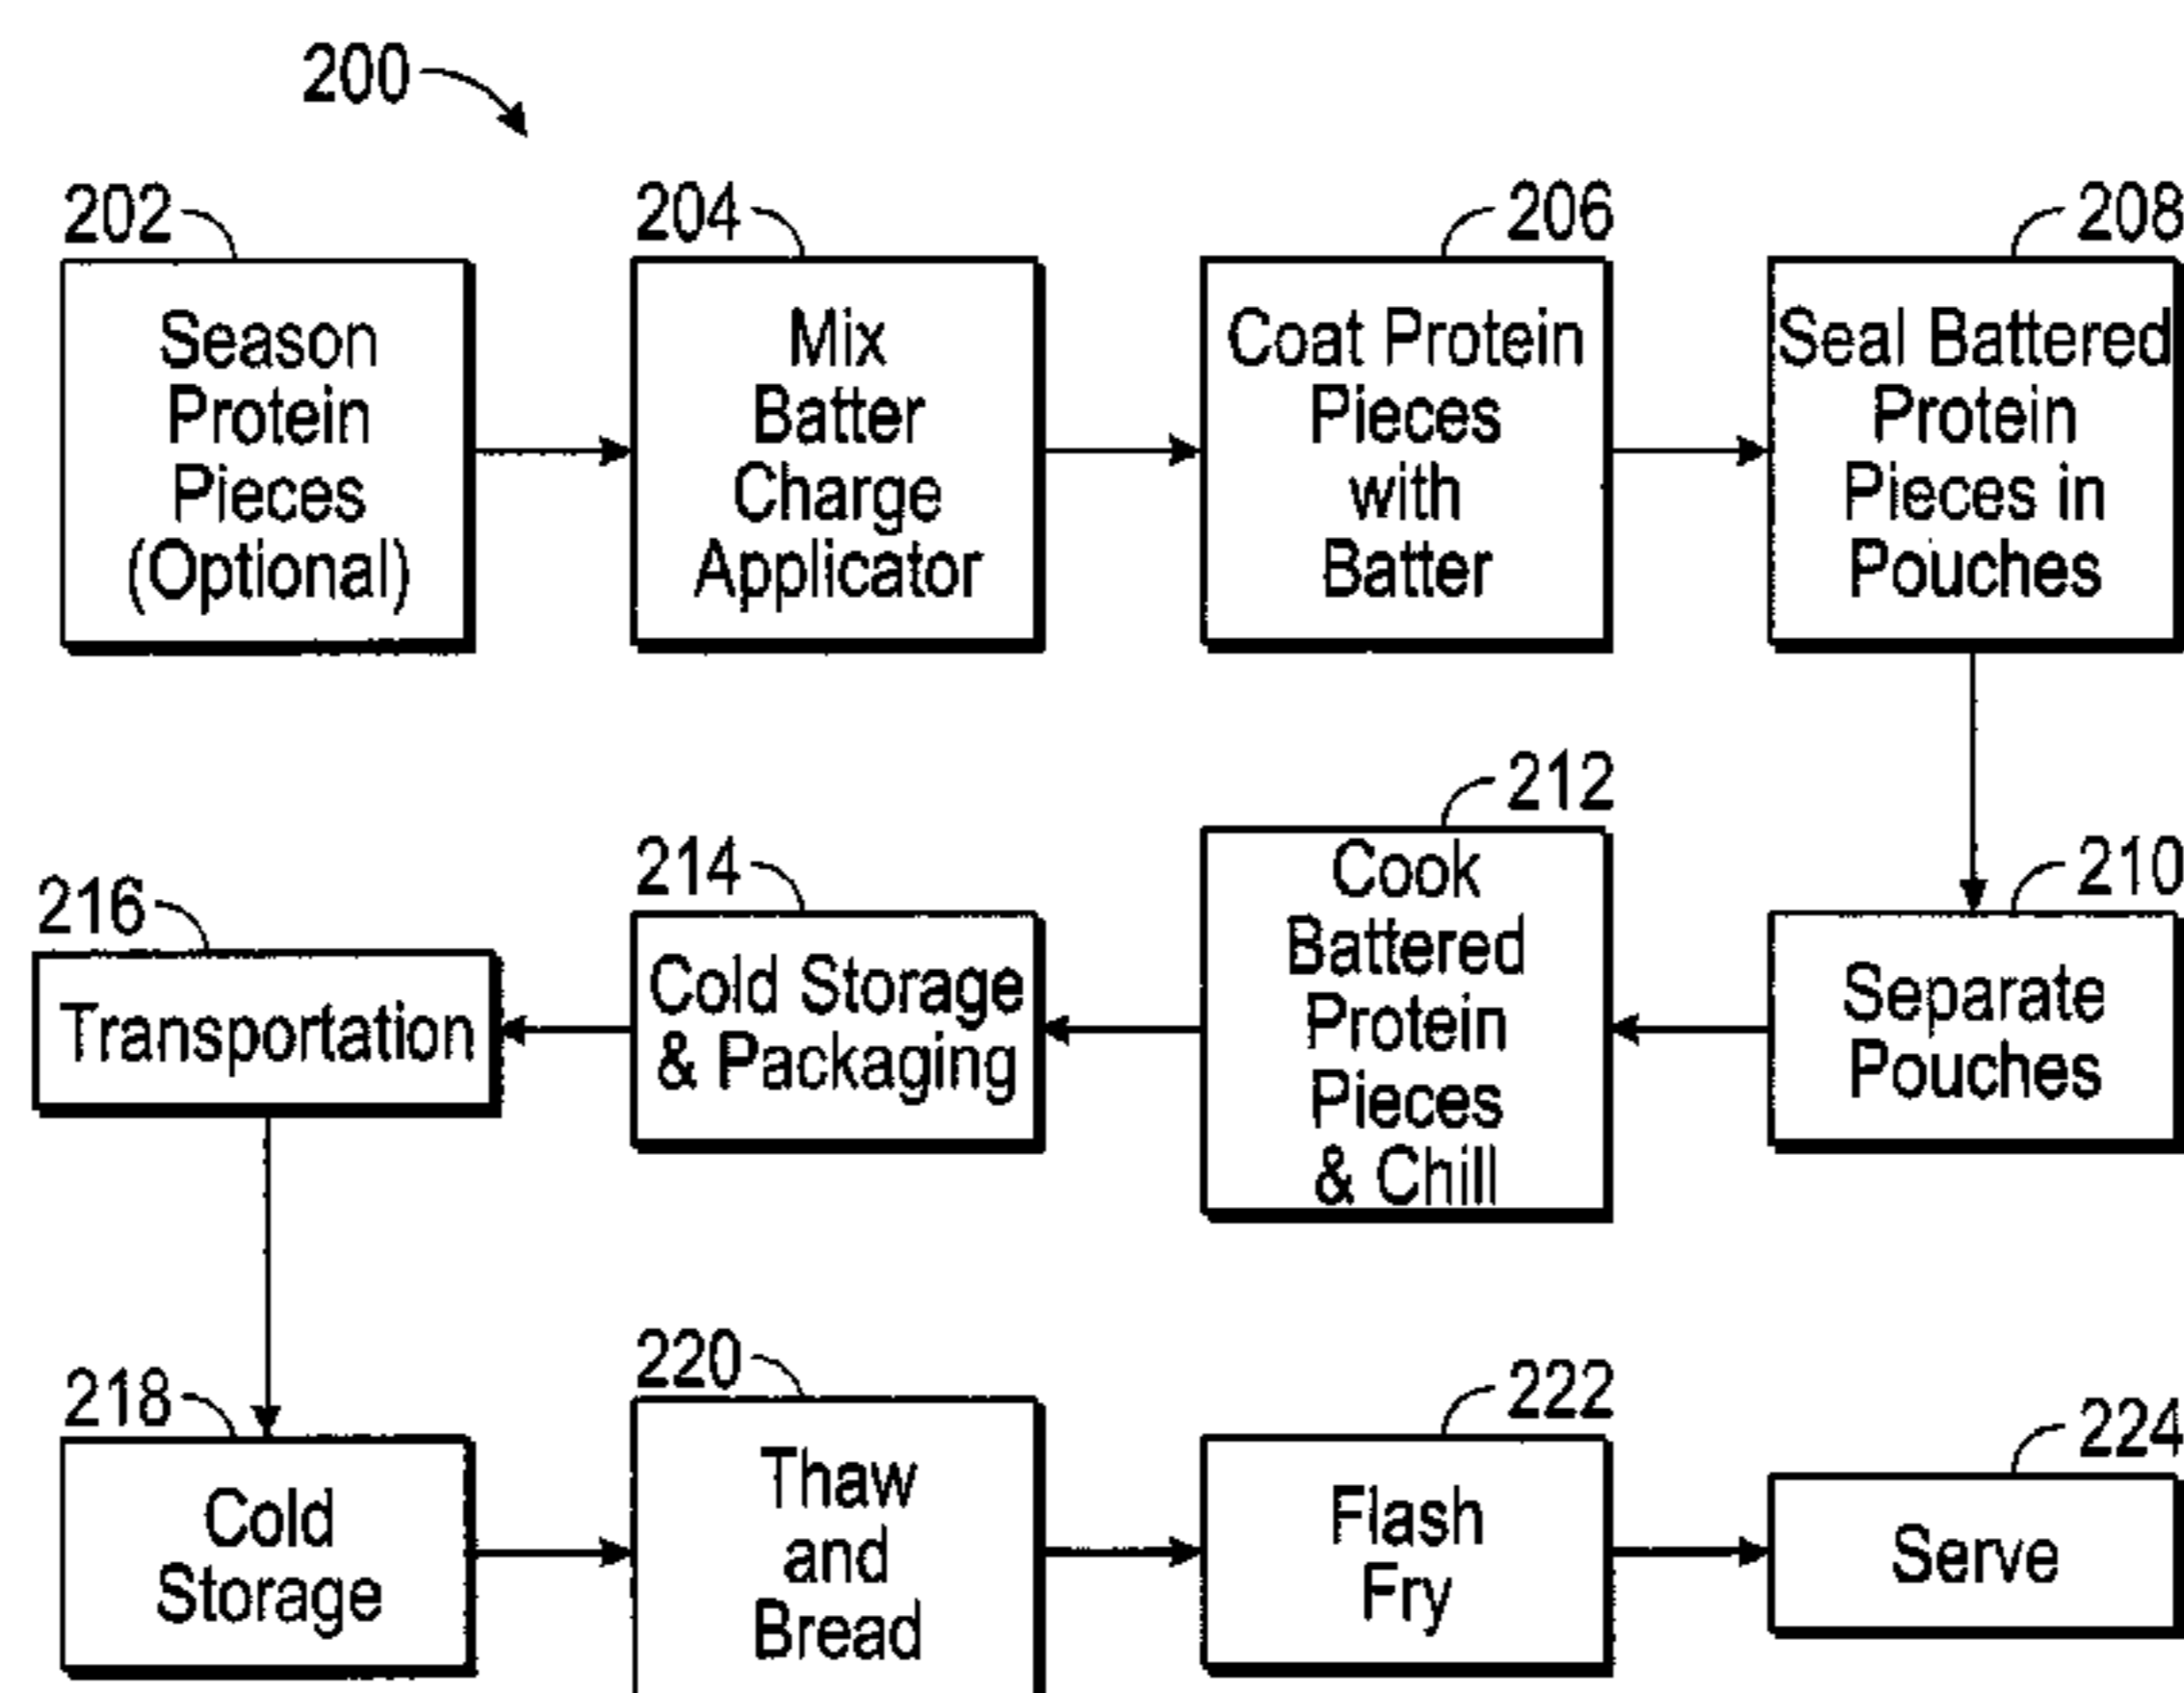 200
202
Season
Protein
Pieces
(Optional)
204
Mix
Batter
Charge
Applicator
206
Coat Protein
Pieces
with
Batter
208
Seal Battered
Protein
Pieces in
Pouches
210
Separate
Pouches
212
Cook
Battered
Protein
Pieces
& Chill
214
Cold Storage
& Packaging
216
Transportation
218
Cold
Storage
220
Thaw
and
Bread
222
Flash
Fry
224
Serve